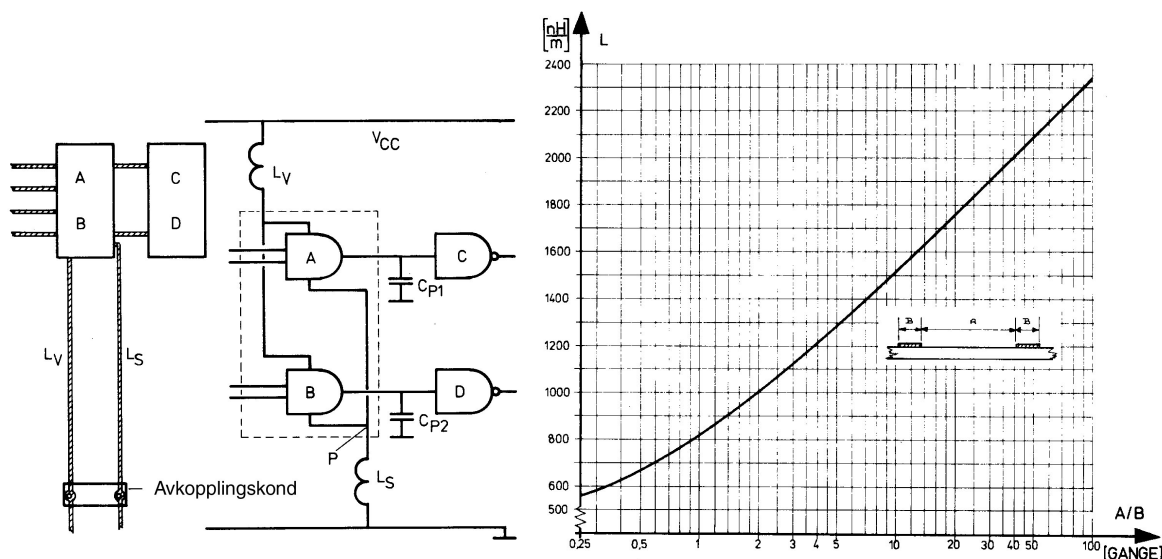 A
B
C
D
L_V
L_S
Avkopplingskond
V_CC
L_V
A
C
C_P1
B
D
C_P2
P
L_S
[nH/m]
L
2400
2200
2000
1800
1600
1400
1200
1000
800
600
500
B A B
0,25 0,5 1 2 3 4 5 10 20 30 40 50 100
A/B
[GANGE]